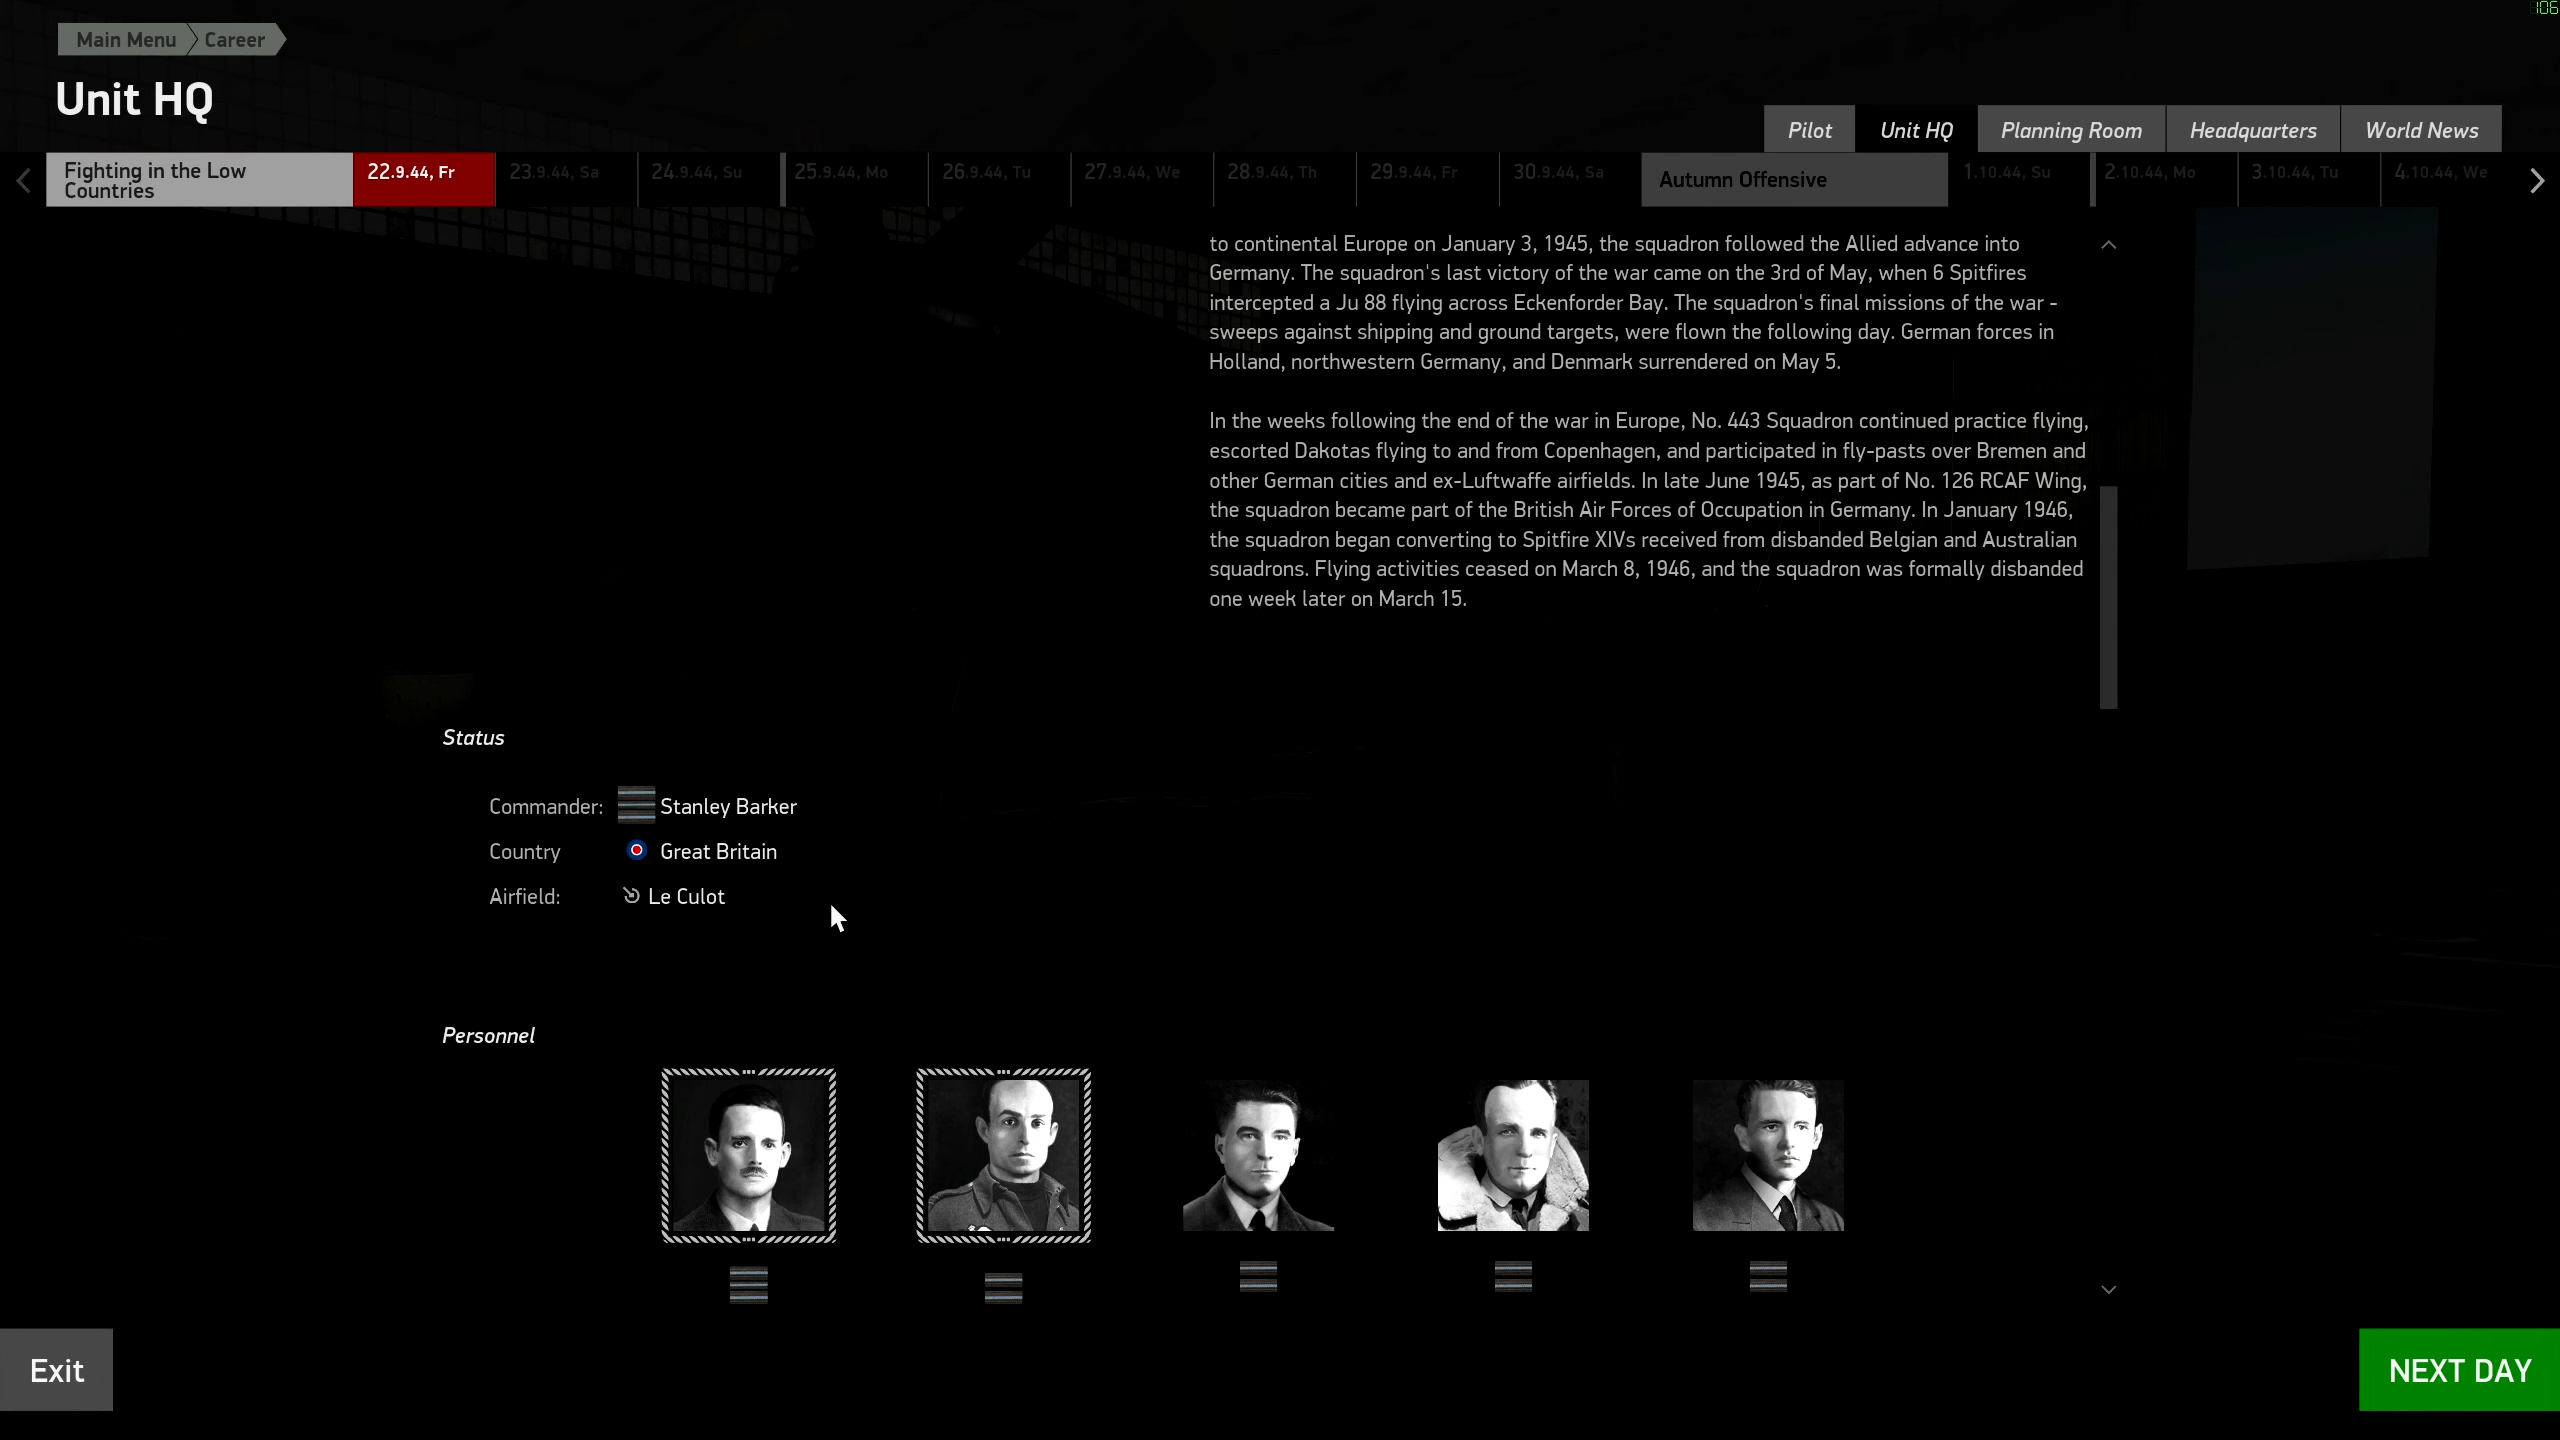 106
Main Menu
Career
Unit HQ
Pilot
Unit HQ
Planning Room
Headquarters
World News
Fighting in the Low
Countries
22.9.44, Fr
23.9.44, Sa
24.9.44, Su
25.9.44, Mo
26.9.44, Tu
27.9.44, We
28.9.44, Th
29.9.44, Fr
30.9.44, Sa
Autumn Offensive
1.10.44, Su
2.10.44, Mo
3.10.44, Tu
4.10.44, We
to continental Europe on January 3, 1945, the squadron followed the Allied advance into
Germany. The squadron's last victory of the war came on the 3rd of May, when 6 Spitfires
intercepted a Ju 88 flying across Eckenforder Bay. The squadron's final missions of the war -
sweeps against shipping and ground targets, were flown the following day. German forces in
Holland, northwestern Germany, and Denmark surrendered on May 5.
In the weeks following the end of the war in Europe, No. 443 Squadron continued practice flying,
escorted Dakotas flying to and from Copenhagen, and participated in fly-pasts over Bremen and
other German cities and ex-Luftwaffe airfields. In late June 1945, as part of No. 126 RCAF Wing,
the squadron became part of the British Air Forces of Occupation in Germany. In January 1946,
the squadron began converting to Spitfire XIVs received from disbanded Belgian and Australian
squadrons. Flying activities ceased on March 8, 1946, and the squadron was formally disbanded
one week later on March 15.
Status
Commander: Stanley Barker
Country Great Britain
Airfield: Le Culot
Personnel
Exit
NEXT DAY